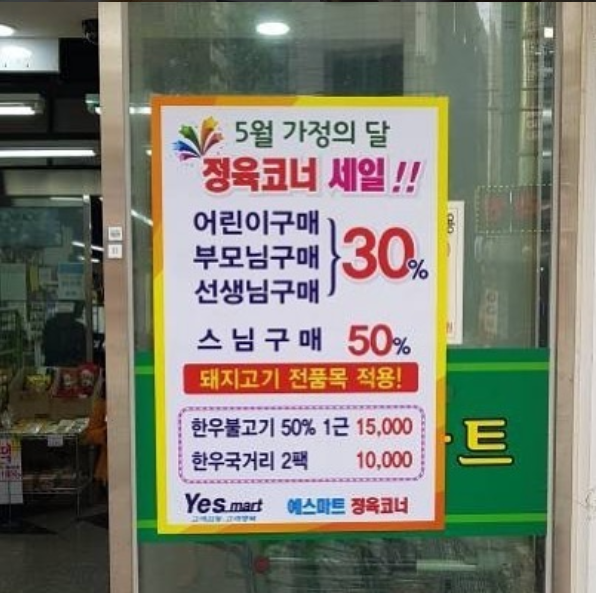 5월 가정의 달
정육코너 세일!!
어린이구매
부모님구매
선생님구매
30%
스님구매 50%
돼지고기 전품목 적용!
한우불고기 50% 1근 15,000
한우국거리 2팩 10,000
Yes mart
예스마트 정육코너
트